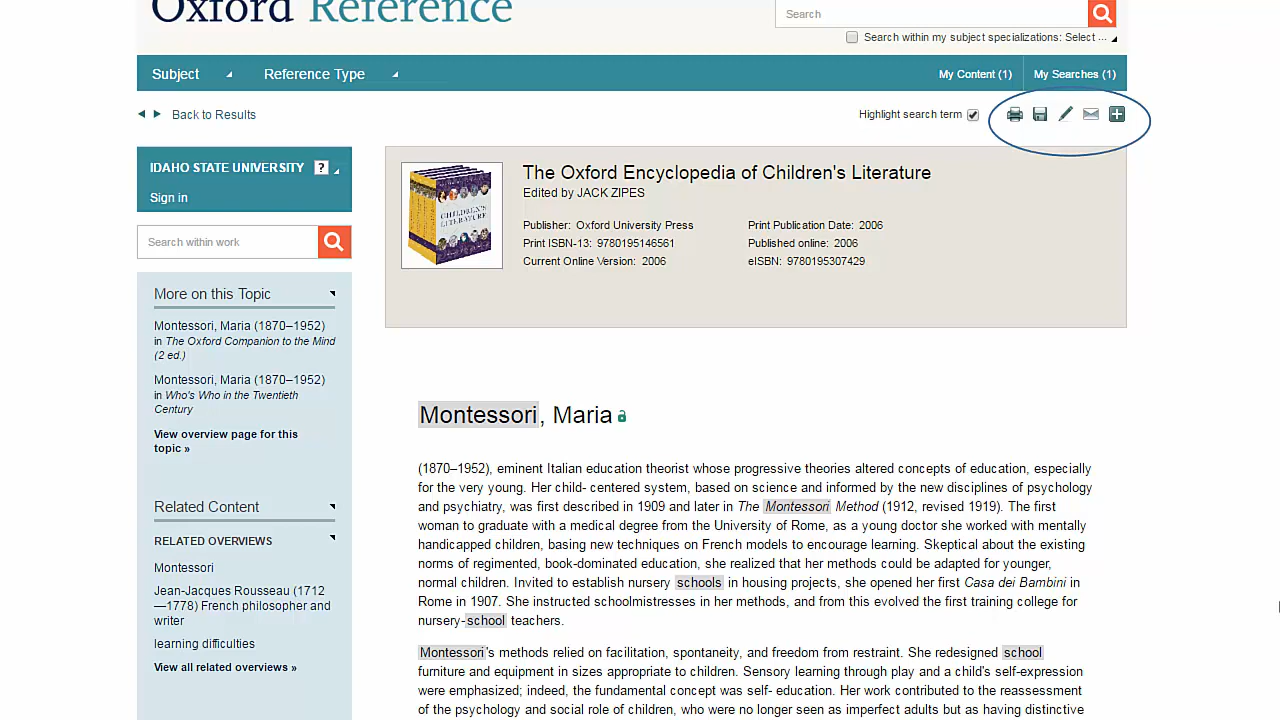 Oxford Reference
Search
Search within my subject specializations: Select ...
Subject Reference Type My Content (1) My Searches (1)
Back to Results Highlight search term
IDAHO STATE UNIVERSITY ?
Sign in
Search within work
More on this Topic
Montessori, Maria (1870–1952)
in The Oxford Companion to the Mind
(2 ed.)
Montessori, Maria (1870–1952)
in Who's Who in the Twentieth
Century
View overview page for this
topic »
Related Content
RELATED OVERVIEWS
Montessori
Jean-Jacques Rousseau (1712
—1778) French philosopher and
writer
learning difficulties
View all related overviews »
CHILDREN'S
LITERATURE
The Oxford Encyclopedia of Children's Literature
Edited by JACK ZIPES
Publisher: Oxford University Press Print Publication Date: 2006
Print ISBN-13: 9780195146561 Published online: 2006
Current Online Version: 2006 eISBN: 9780195307429
Montessori, Maria
(1870–1952), eminent Italian education theorist whose progressive theories altered concepts of education, especially
for the very young. Her child- centered system, based on science and informed by the new disciplines of psychology
and psychiatry, was first described in 1909 and later in The Montessori Method (1912, revised 1919). The first
woman to graduate with a medical degree from the University of Rome, as a young doctor she worked with mentally
handicapped children, basing new techniques on French models to encourage learning. Skeptical about the existing
norms of regimented, book-dominated education, she realized that her methods could be adapted for younger,
normal children. Invited to establish nursery schools in housing projects, she opened her first Casa dei Bambini in
Rome in 1907. She instructed schoolmistresses in her methods, and from this evolved the first training college for
nursery-school teachers.
Montessori's methods relied on facilitation, spontaneity, and freedom from restraint. She redesigned school
furniture and equipment in sizes appropriate to children. Sensory learning through play and a child's self-expression
were emphasized; indeed, the fundamental concept was self- education. Her work contributed to the reassessment
of the psychology and social role of children, who were no longer seen as imperfect adults but as having distinctive